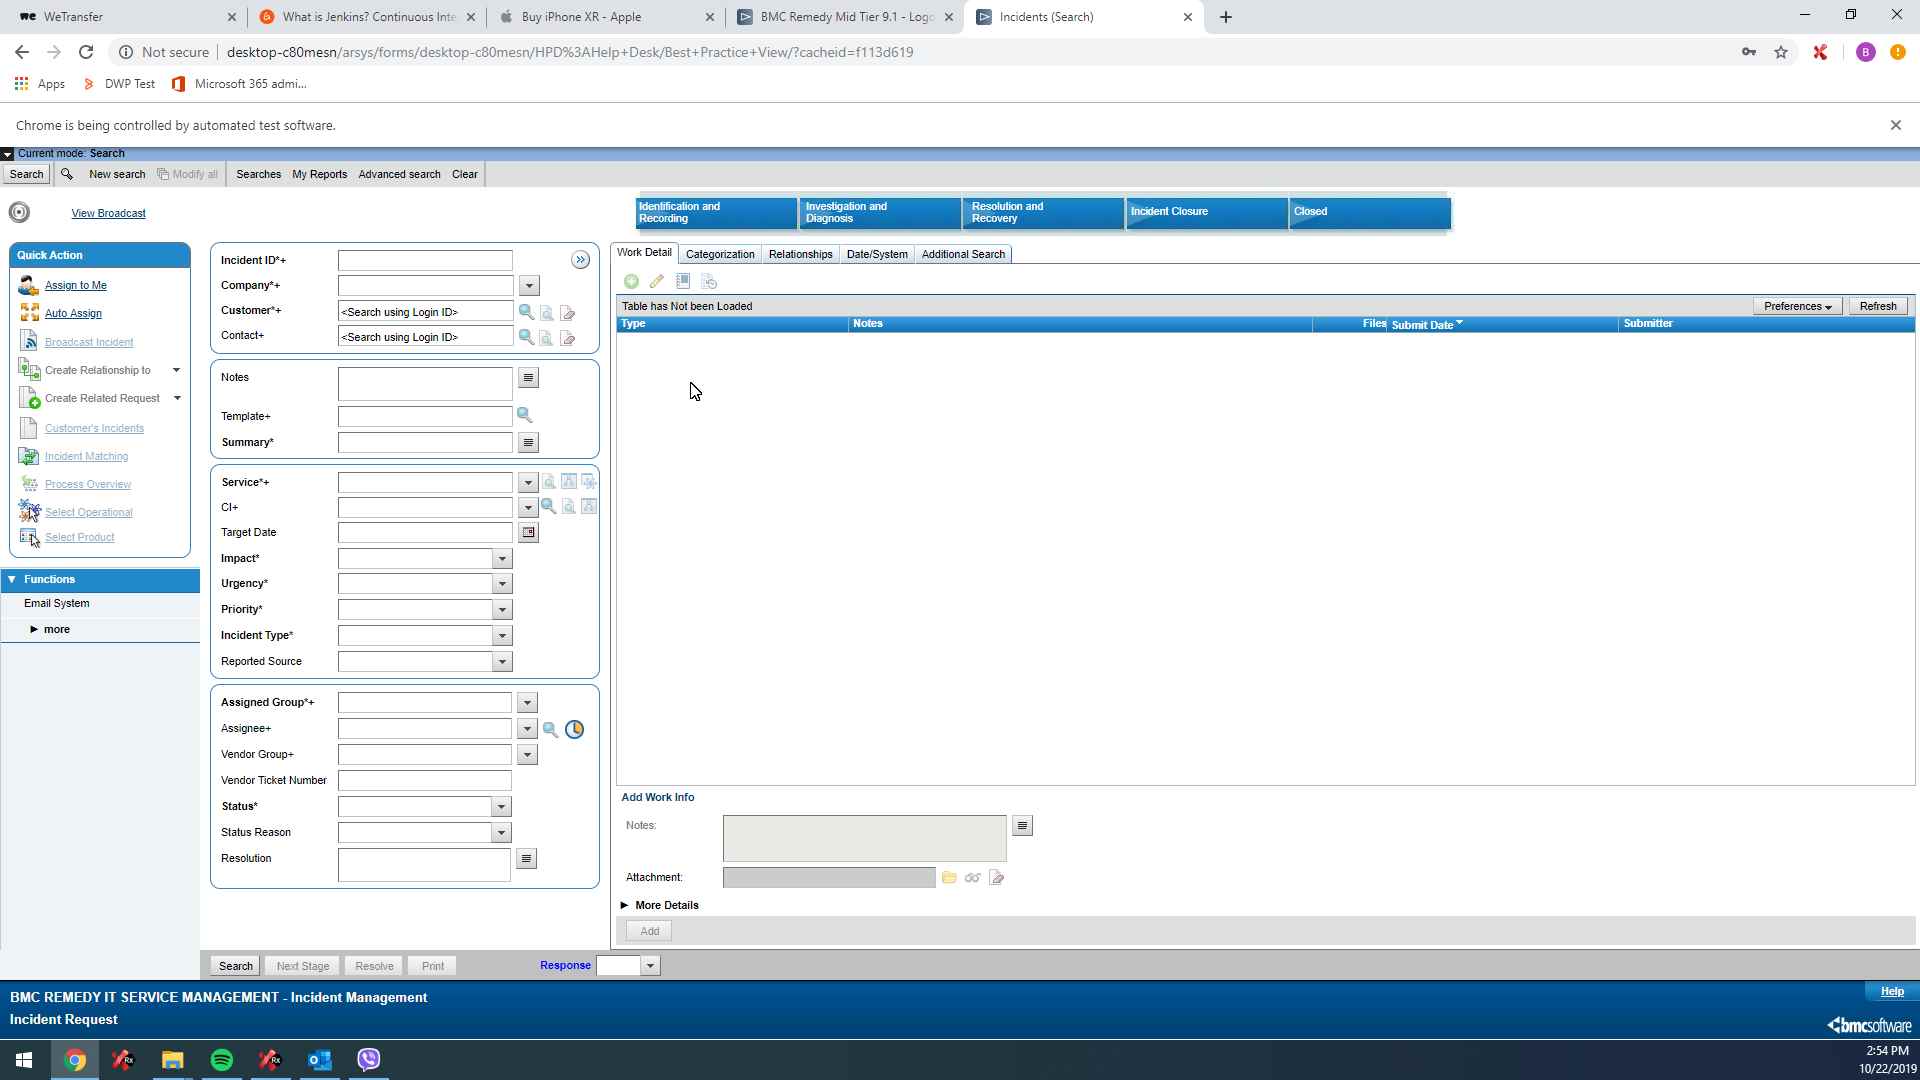 WeTransfer
What is Jenkins? Continuous Inte
Buy iPhone XR - Apple
BMC Remedy Mid Tier 9.1 - Logo
Incidents (Search)
Not secure
desktop-c80mesn/arsys/forms/desktop-c80mesn/HPD%3AHelp+Desk/Best+Practice+View/?cacheid=f113d619
B
Apps
DWP Test
Microsoft 365 admi...
Chrome is being controlled by automated test software.
Current mode: Search
Search
New search
Modify all
Searches
My Reports
Advanced search
Clear
View Broadcast
Identification and
Recording
Investigation and
Diagnosis
Resolution and
Recovery
Incident Closure
Closed
Quick Action
Assign to Me
Auto Assign
Broadcast Incident
Create Relationship to
Create Related Request
Customer's Incidents
Incident Matching
Process Overview
Select Operational
Select Product
Functions
Email System
more
Incident ID*+
Company*+
Customer*+
<Search using Login ID>
Contact+
<Search using Login ID>
Notes
Template+
Summary*
Service*+
CI+
Target Date
Impact*
Urgency*
Priority*
Incident Type*
Reported Source
Assigned Group*+
Assignee+
Vendor Group+
Vendor Ticket Number
Status*
Status Reason
Resolution
Work Detail
Categorization
Relationships
Date/System
Additional Search
Table has Not been Loaded
Preferences
Refresh
Type
Notes
Files
Submit Date
Submitter
Add Work Info
Notes:
Attachment:
More Details
Add
Search
Next Stage
Resolve
Print
Response
BMC REMEDY IT SERVICE MANAGEMENT - Incident Management
Help
Incident Request
bmcsoftware
2:54 PM
10/22/2019